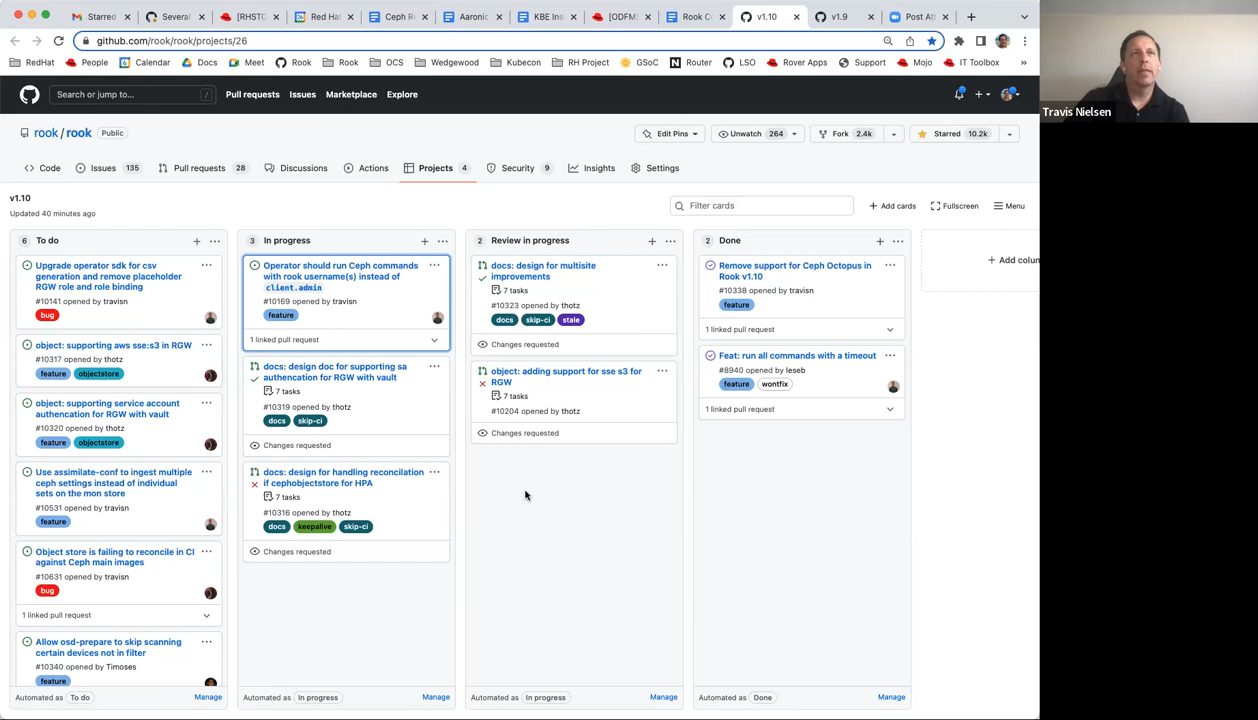 Starred
Several
[RHSTO
Red Hat
Ceph R
Aaronic
KBE Ins
[ODFMS
Rook C
v1.10
v1.9
Post At
github.com/rook/rook/projects/26
RedHat
People
Calendar
Docs
Meet
Rook
Rook
OCS
Wedgewood
Kubecon
RH Project
GSoC
Router
LSO
Rover Apps
Support
Mojo
IT Toolbox
»
Search or jump to...
/
Pull requests
Issues
Marketplace
Explore
rook / rook
Public
Edit Pins
Unwatch 264
Fork 2.4k
Starred 10.2k
Code
Issues 135
Pull requests 28
Discussions
Actions
Projects 4
Security 9
Insights
Settings
v1.10
Updated 40 minutes ago
Filter cards
+ Add cards
Fullscreen
Menu
6 To do
Upgrade operator sdk for csv
generation and remove placeholder
RGW role and role binding
#10141 opened by travisn
bug
object: supporting aws sse:s3 in RGW
#10317 opened by thotz
feature objectstore
object: supporting service account
authencation for RGW with vault
#10320 opened by thotz
feature objectstore
Use assimilate-conf to ingest multiple
ceph settings instead of individual
sets on the mon store
#10531 opened by travisn
feature
Object store is failing to reconcile in CI
against Ceph main images
#10631 opened by travisn
bug
1 linked pull request
Allow osd-prepare to skip scanning
certain devices not in filter
#10340 opened by Timoses
feature
Automated as To do
Manage
3 In progress
Operator should run Ceph commands
with rook username(s) instead of
client.admin
#10169 opened by travisn
feature
1 linked pull request
docs: design doc for supporting sa
authencation for RGW with vault
7 tasks
#10319 opened by thotz
docs skip-ci
Changes requested
docs: design for handling reconcilation
if cephobjectstore for HPA
7 tasks
#10316 opened by thotz
docs keepalive skip-ci
Changes requested
Automated as In progress
Manage
2 Review in progress
docs: design for multisite
improvements
7 tasks
#10323 opened by thotz
docs skip-ci stale
Changes requested
object: adding support for sse s3 for
RGW
7 tasks
#10204 opened by thotz
Changes requested
Automated as In progress
Manage
2 Done
Remove support for Ceph Octopus in
Rook v1.10
#10338 opened by travisn
feature
1 linked pull request
Feat: run all commands with a timeout
#8940 opened by leseb
feature wontfix
1 linked pull request
Automated as Done
Manage
+ Add colum
Travis Nielsen